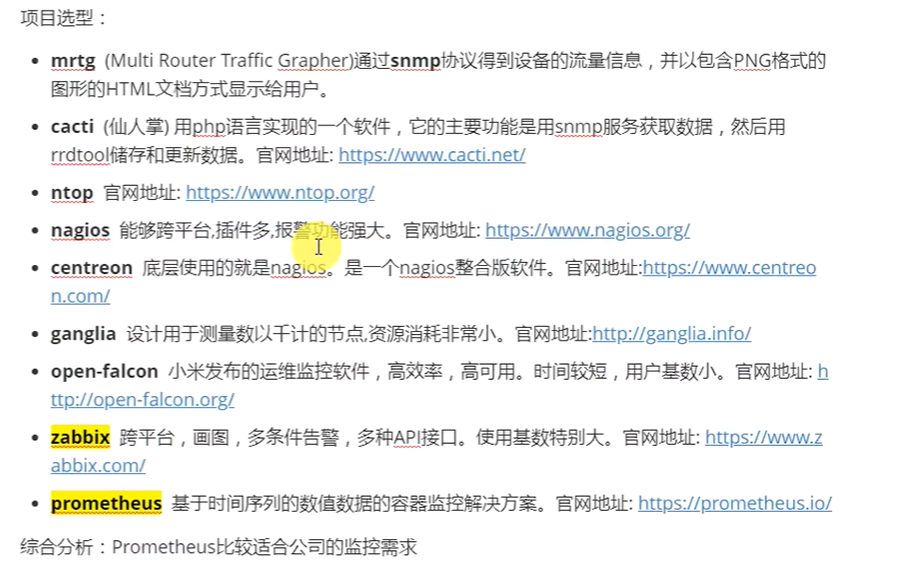 项目选型：
mrtg (Multi Router Traffic Grapher)通过snmp协议得到设备的流量信息，并以包含PNG格式的
图形的HTML文档方式显示给用户。
cacti (仙人掌) 用php语言实现的一个软件，它的主要功能是用snmp服务获取数据，然后用
rrdtool储存和更新数据。官网地址: https://www.cacti.net/
ntop 官网地址: https://www.ntop.org/
nagios 能够跨平台,插件多,报警功能强大。官网地址: https://www.nagios.org/
centreon 底层使用的就是nagios。是一个nagios整合版软件。官网地址:https://www.centreo
n.com/
ganglia 设计用于测量数以千计的节点,资源消耗非常小。官网地址:http://ganglia.info/
open-falcon 小米发布的运维监控软件，高效率，高可用。时间较短，用户基数小。官网地址: h
ttp://open-falcon.org/
zabbix 跨平台，画图，多条件告警，多种API接口。使用基数特别大。官网地址: https://www.z
abbix.com/
prometheus 基于时间序列的数值数据的容器监控解决方案。官网地址: https://prometheus.io/
综合分析：Prometheus比较适合公司的监控需求